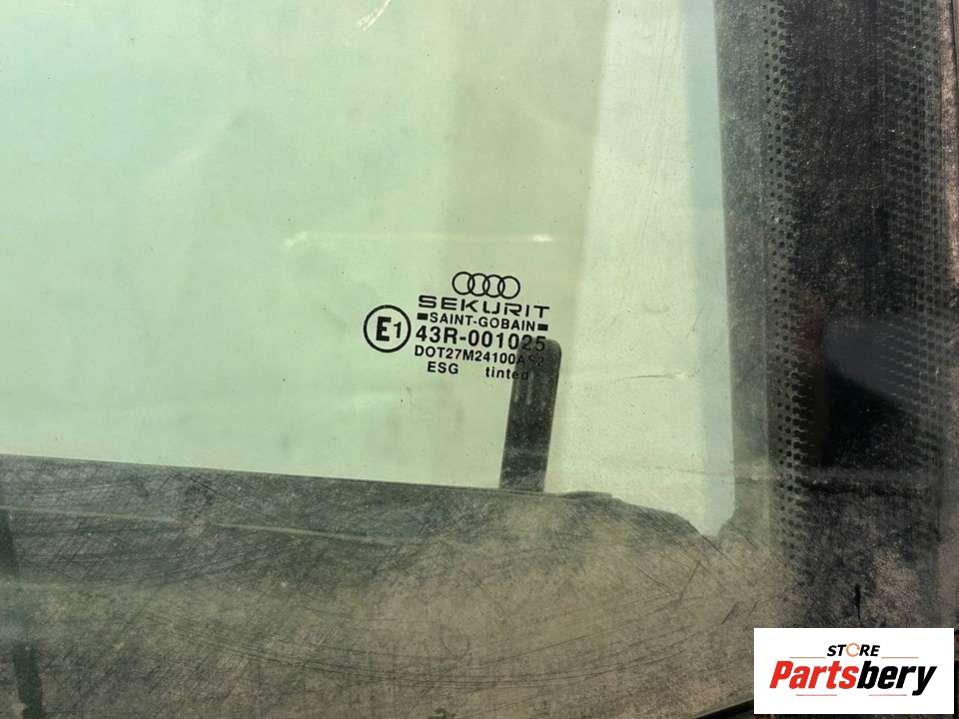 SEKURIT
SAINT-GOBAIN
E1
43R-001025
DOT27M24100AS2
ESG tinted
STORE
Partsbery